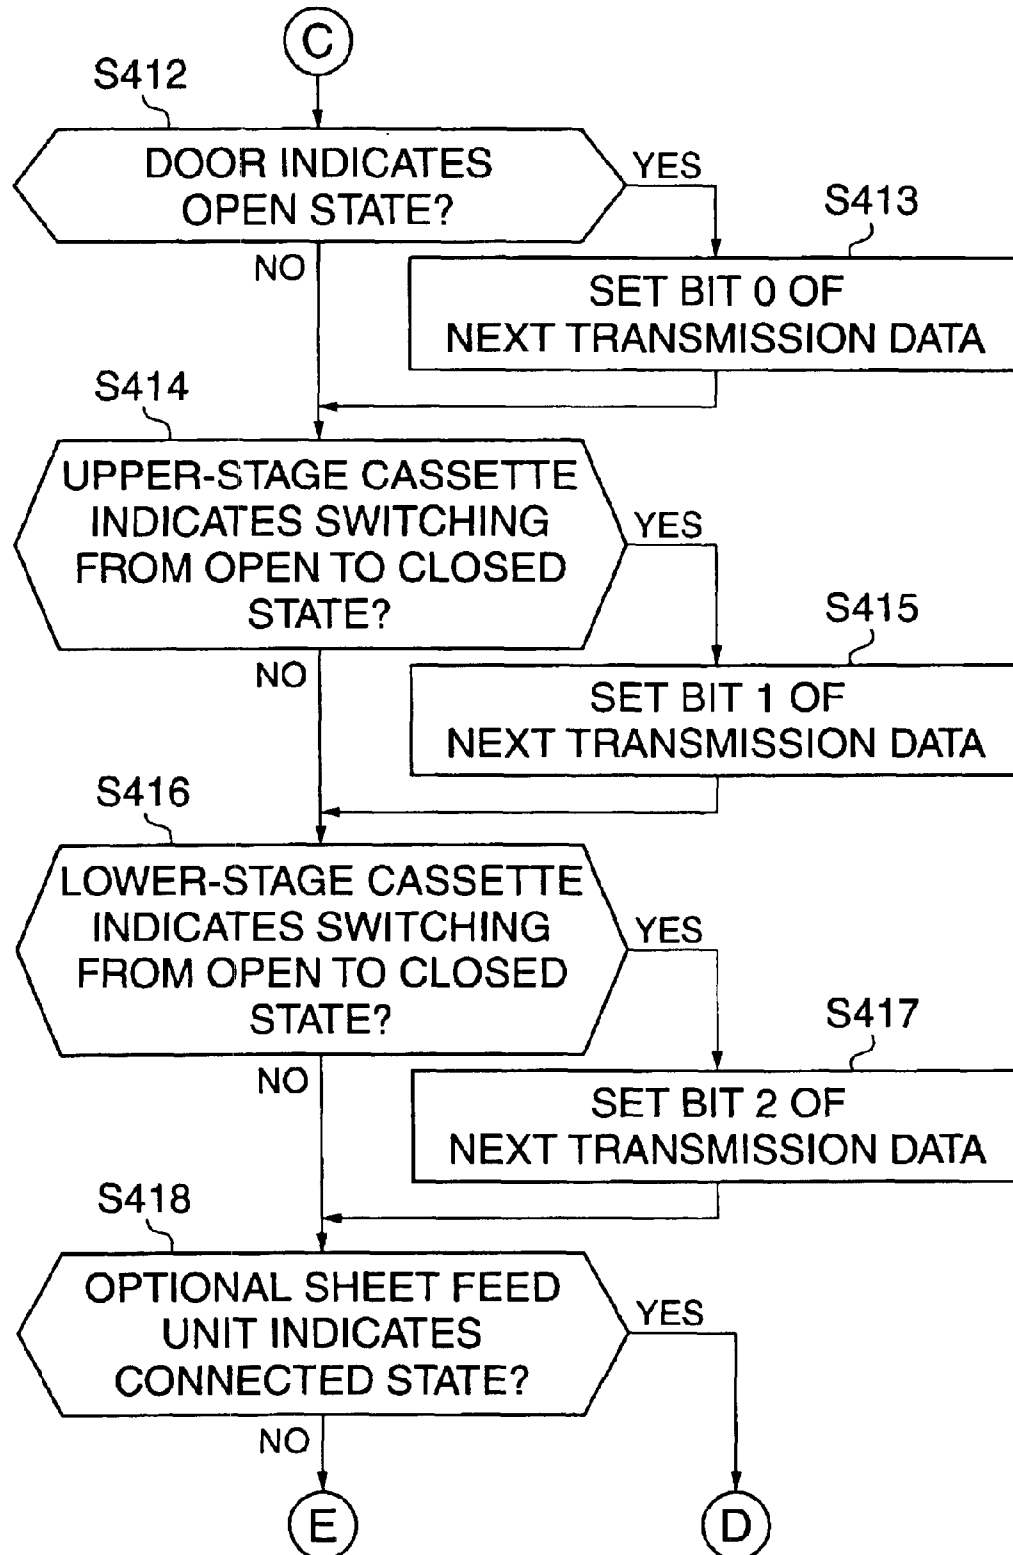 C
S412
DOOR INDICATES
OPEN STATE?
YES
NO
S413
SET BIT 0 OF
NEXT TRANSMISSION DATA
S414
UPPER-STAGE CASSETTE
INDICATES SWITCHING
FROM OPEN TO CLOSED
STATE?
YES
NO
S415
SET BIT 1 OF
NEXT TRANSMISSION DATA
S416
LOWER-STAGE CASSETTE
INDICATES SWITCHING
FROM OPEN TO CLOSED
STATE?
YES
NO
S417
SET BIT 2 OF
NEXT TRANSMISSION DATA
S418
OPTIONAL SHEET FEED
UNIT INDICATES
CONNECTED STATE?
YES
NO
E
D